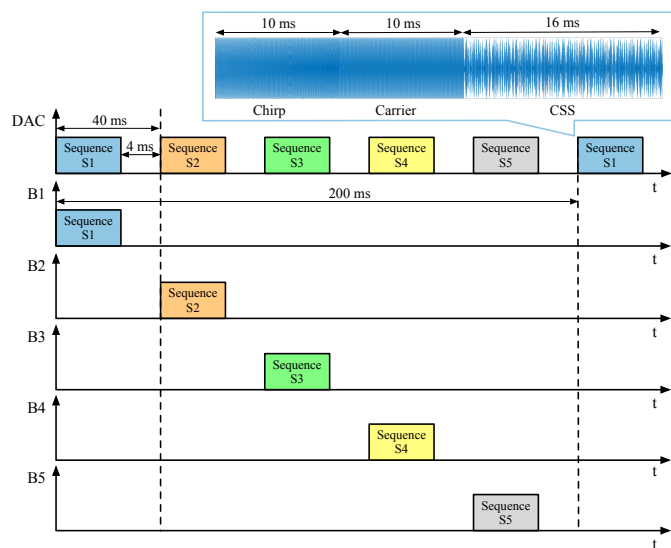 10 ms 10 ms 16 ms
Chirp Carrier CSS
DAC
40 ms
4 ms
Sequence S1
Sequence S2
Sequence S3
Sequence S4
Sequence S5
Sequence S1
t
B1
200 ms
Sequence S1
t
B2
Sequence S2
t
B3
Sequence S3
t
B4
Sequence S4
t
B5
Sequence S5
t